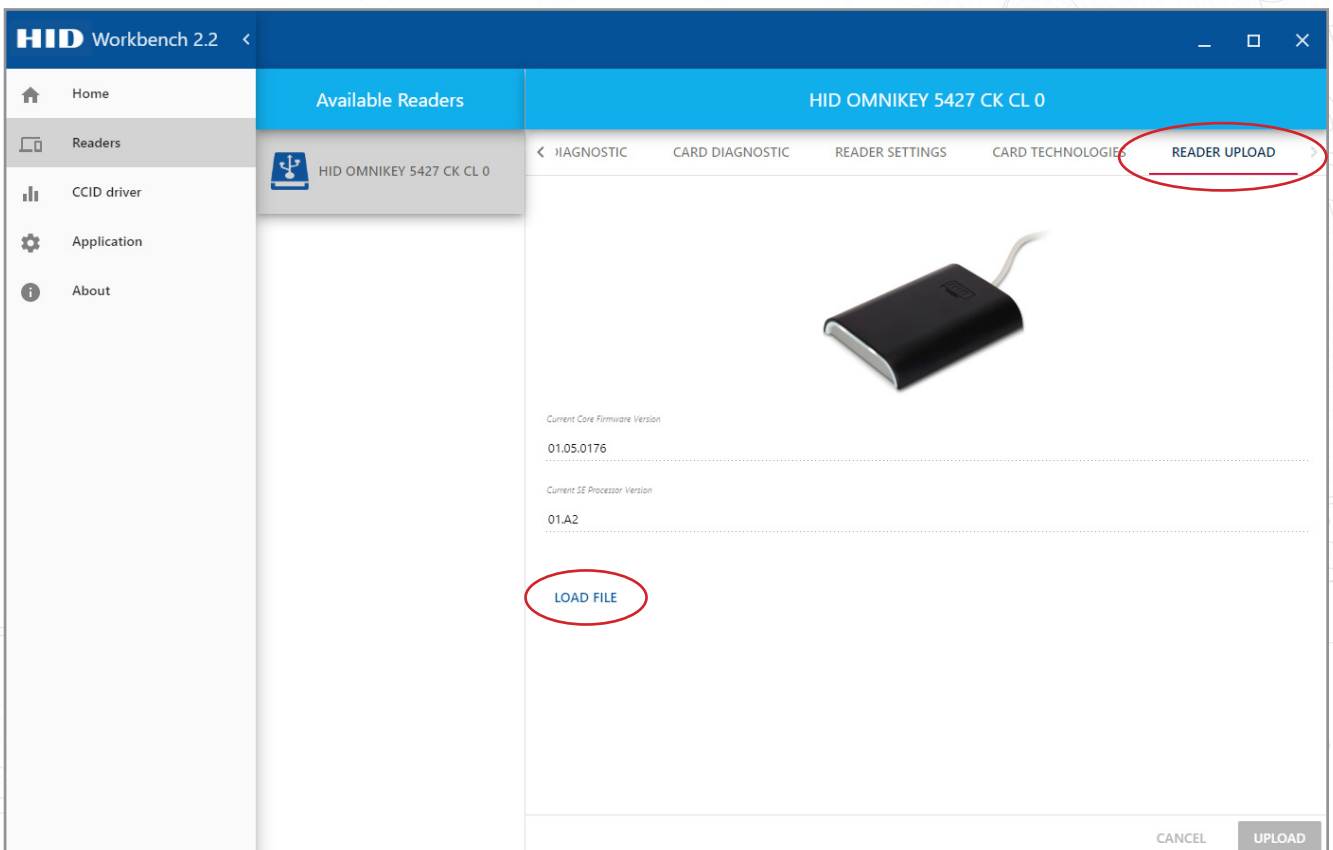 HID Workbench 2.2
Home
Readers
CCID driver
Application
About
Available Readers
HID OMNIKEY 5427 CK CL 0
HID OMNIKEY 5427 CK CL 0
IAGNOSTIC CARD DIAGNOSTIC READER SETTINGS CARD TECHNOLOGIES READER UPLOAD
HID
Current Core Firmware Version
01.05.0176
Current SE Processor Version
01.A2
LOAD FILE
CANCEL UPLOAD